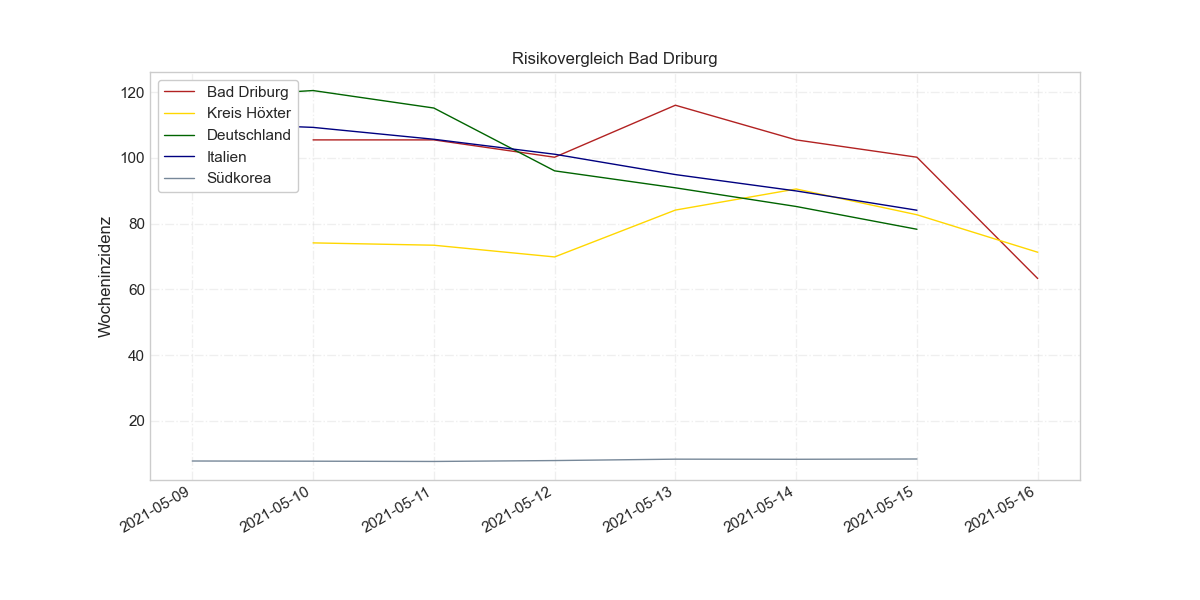 Risikovergleich Bad Driburg
Bad Driburg
Kreis Höxter
Deutschland
Italien
Südkorea
Wocheninzidenz
120
100
80
60
40
20
2021-05-09
2021-05-10
2021-05-11
2021-05-12
2021-05-13
2021-05-14
2021-05-15
2021-05-16